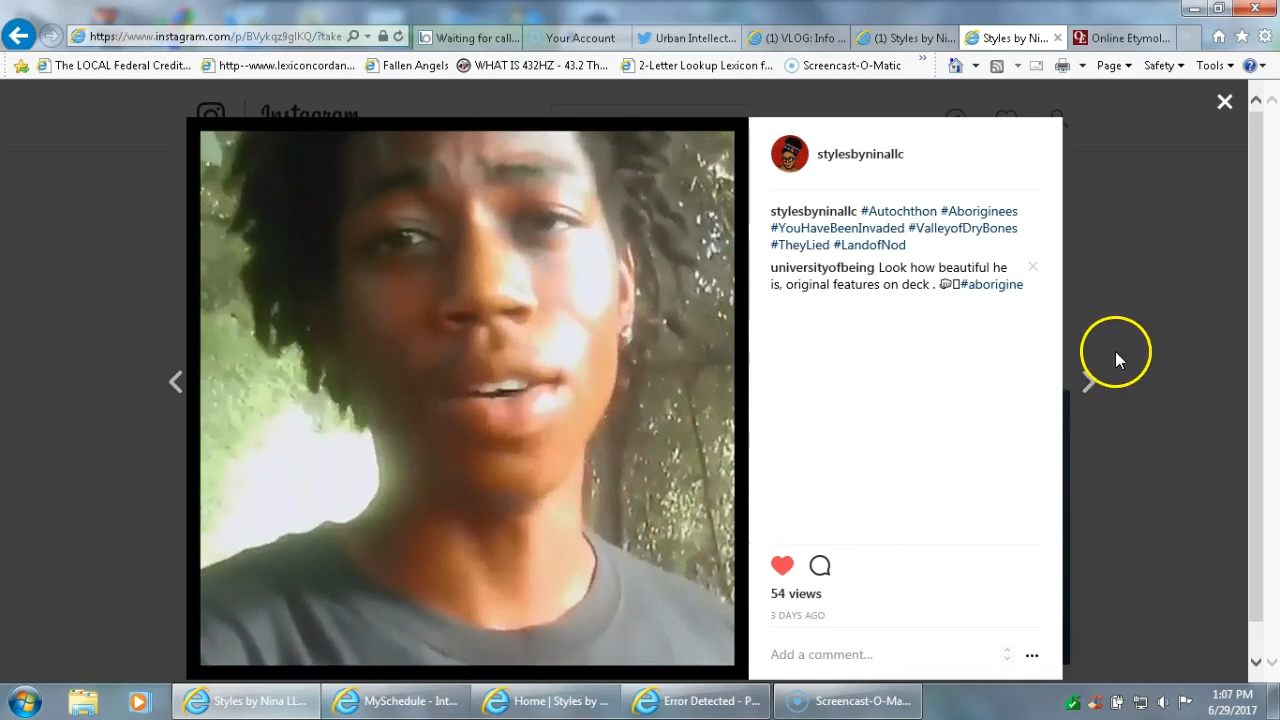 https://www.instagram.com/p/BVykqz9glKQ/?take
Waiting for call...
Your Account
Urban Intellect...
(1) VLOG: Info ...
(1) Styles by Ni...
Styles by Ni...
Online Etymol...
The LOCAL Federal Credit...
http--www.lexiconcordan...
Fallen Angels
WHAT IS 432HZ - 43.2 Th...
2-Letter Lookup Lexicon f...
Screencast-O-Matic
Page
Safety
Tools
Instagram
stylesbyninallc
stylesbyninallc #Autochthon #Aboriginees
#YouHaveBeenInvaded #ValleyofDryBones
#TheyLied #LandofNod
universityofbeing Look how beautiful he
is, original features on deck . #aborigine
54 views
3 DAYS AGO
Add a comment...
Styles by Nina LL...
MySchedule - Int...
Home | Styles by ...
Error Detected - P...
Screencast-O-Ma...
1:07 PM
6/29/2017